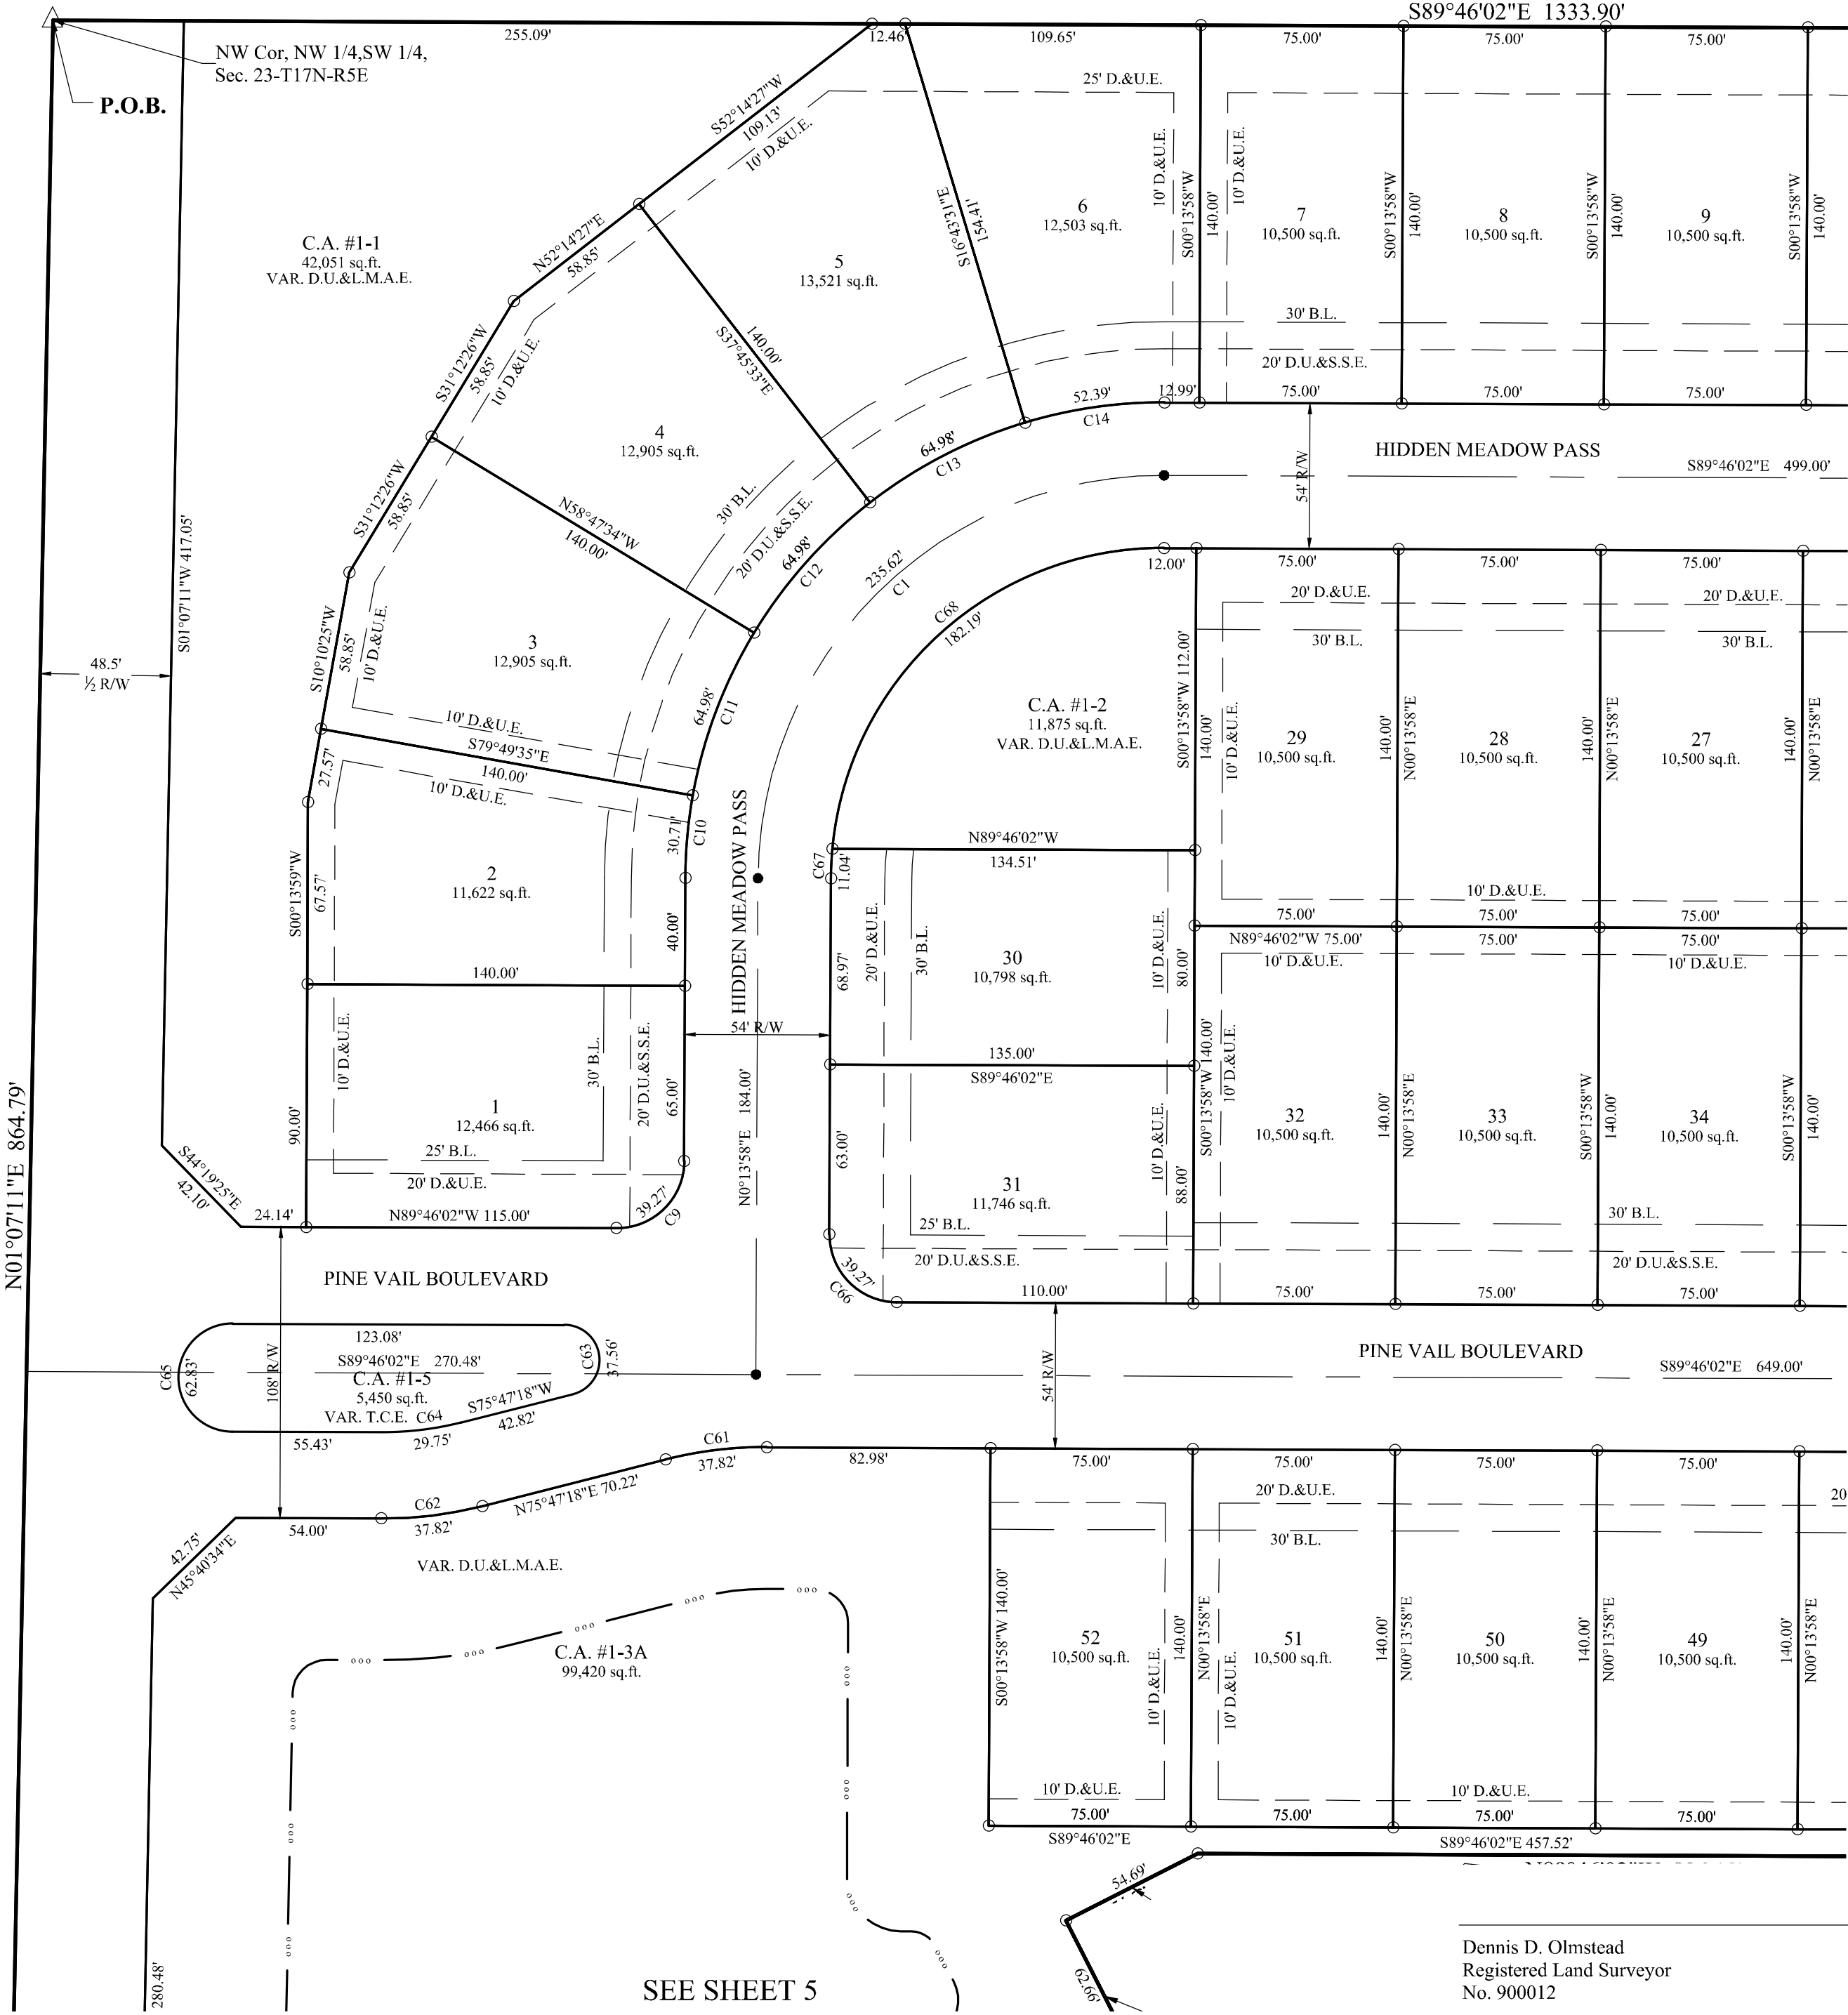 S89°46'02"E 1333.90'
255.09'
12.46'
109.65'
75.00'
75.00'
75.00'
NW Cor, NW 1/4,SW 1/4,
Sec. 23-T17N-R5E
P.O.B.
S52°14'27"W
109.13'
10' D.&U.E.
25' D.&U.E.
10' D.&U.E.
S00°13'58"W
140.00'
10' D.&U.E.
S16°43'31"E
154.41'
6
12,503 sq.ft.
7
10,500 sq.ft.
S00°13'58"W
140.00'
8
10,500 sq.ft.
S00°13'58"W
140.00'
9
10,500 sq.ft.
S00°13'58"W
140.00'
C.A. #1-1
42,051 sq.ft.
VAR. D.U.&L.M.A.E.
N52°14'27"E
58.85'
5
13,521 sq.ft.
30' B.L.
20' D.U.&S.S.E.
S31°12'26"W
58.85'
10' D.&U.E.
140.00'
S37°45'33"E
52.39'
C14
12.99'
75.00'
75.00'
75.00'
4
12,905 sq.ft.
64.98'
C13
HIDDEN MEADOW PASS
54' R/W
S89°46'02"E 499.00'
S31°12'26"W
58.85'
30' B.L.
20' D.U.&S.S.E.
N58°47'34"W
140.00'
64.98'
C12
235.62'
C1
12.00'
75.00'
75.00'
75.00'
S01°07'11"W 417.05'
C68
182.19'
20' D.&U.E.
20' D.&U.E.
30' B.L.
30' B.L.
S10°10'25"W
58.85'
10' D.&U.E.
3
12,905 sq.ft.
48.5'
½ R/W
64.98'
C11
S00°13'58"W 112.00'
C.A. #1-2
11,875 sq.ft.
VAR. D.U.&L.M.A.E.
140.00'
10' D.&U.E.
29
10,500 sq.ft.
140.00'
N00°13'58"E
28
10,500 sq.ft.
140.00'
N00°13'58"E
27
10,500 sq.ft.
140.00'
N00°13'58"E
10' D.&U.E.
S79°49'35"E
140.00'
10' D.&U.E.
27.57'
30.71'
C10
HIDDEN MEADOW PASS
N89°46'02"W
134.51'
C67
11.04'
S00°13'59"W
67.57'
2
11,622 sq.ft.
10' D.&U.E.
75.00'
75.00'
75.00'
N89°46'02"W 75.00'
75.00'
75.00'
10' D.&U.E.
10' D.&U.E.
40.00'
68.97'
20' D.&U.E.
30' B.L.
30
10,798 sq.ft.
10' D.&U.E.
80.00'
140.00'
54' R/W
135.00'
S89°46'02"E
10' D.&U.E.
90.00'
1
12,466 sq.ft.
30' B.L.
20' D.U.&S.S.E.
65.00'
N0°13'58"E 184.00'
63.00'
S00°13'58"W 140.00'
10' D.&U.E.
32
10,500 sq.ft.
140.00'
N00°13'58"E
33
10,500 sq.ft.
S00°13'58"W
140.00'
34
10,500 sq.ft.
S00°13'58"W
140.00'
25' B.L.
20' D.&U.E.
31
11,746 sq.ft.
10' D.&U.E.
88.00'
25' B.L.
30' B.L.
20' D.U.&S.S.E.
20' D.U.&S.S.E.
S44°19'25"E
42.10'
24.14'
N89°46'02"W 115.00'
39.27'
C9
39.27'
C66
110.00'
75.00'
75.00'
75.00'
N01°07'11"E 864.79'
PINE VAIL BOULEVARD
C65
62.83'
108' R/W
123.08'
S89°46'02"E 270.48'
C.A. #1-5
5,450 sq.ft.
VAR. T.C.E.
C64
S75°47'18"W
42.82'
C63
37.56'
55.43'
29.75'
54' R/W
PINE VAIL BOULEVARD
S89°46'02"E 649.00'
C61
37.82'
82.98'
75.00'
75.00'
75.00'
75.00'
N75°47'18"E 70.22'
C62
37.82'
54.00'
42.75'
N45°40'34"E
20' D.&U.E.
20' D.&U.E.
20
30' B.L.
VAR. D.U.&L.M.A.E.
C.A. #1-3A
99,420 sq.ft.
S00°13'58"W 140.00'
52
10,500 sq.ft.
10' D.&U.E.
140.00'
N00°13'58"E
10' D.&U.E.
51
10,500 sq.ft.
140.00'
N00°13'58"E
50
10,500 sq.ft.
140.00'
N00°13'58"E
49
10,500 sq.ft.
140.00'
N00°13'58"E
10' D.&U.E.
10' D.&U.E.
75.00'
75.00'
75.00'
75.00'
S89°46'02"E
S89°46'02"E 457.52'
54.69'
62.66'
280.48'
SEE SHEET 5
Dennis D. Olmstead
Registered Land Surveyor
No. 900012